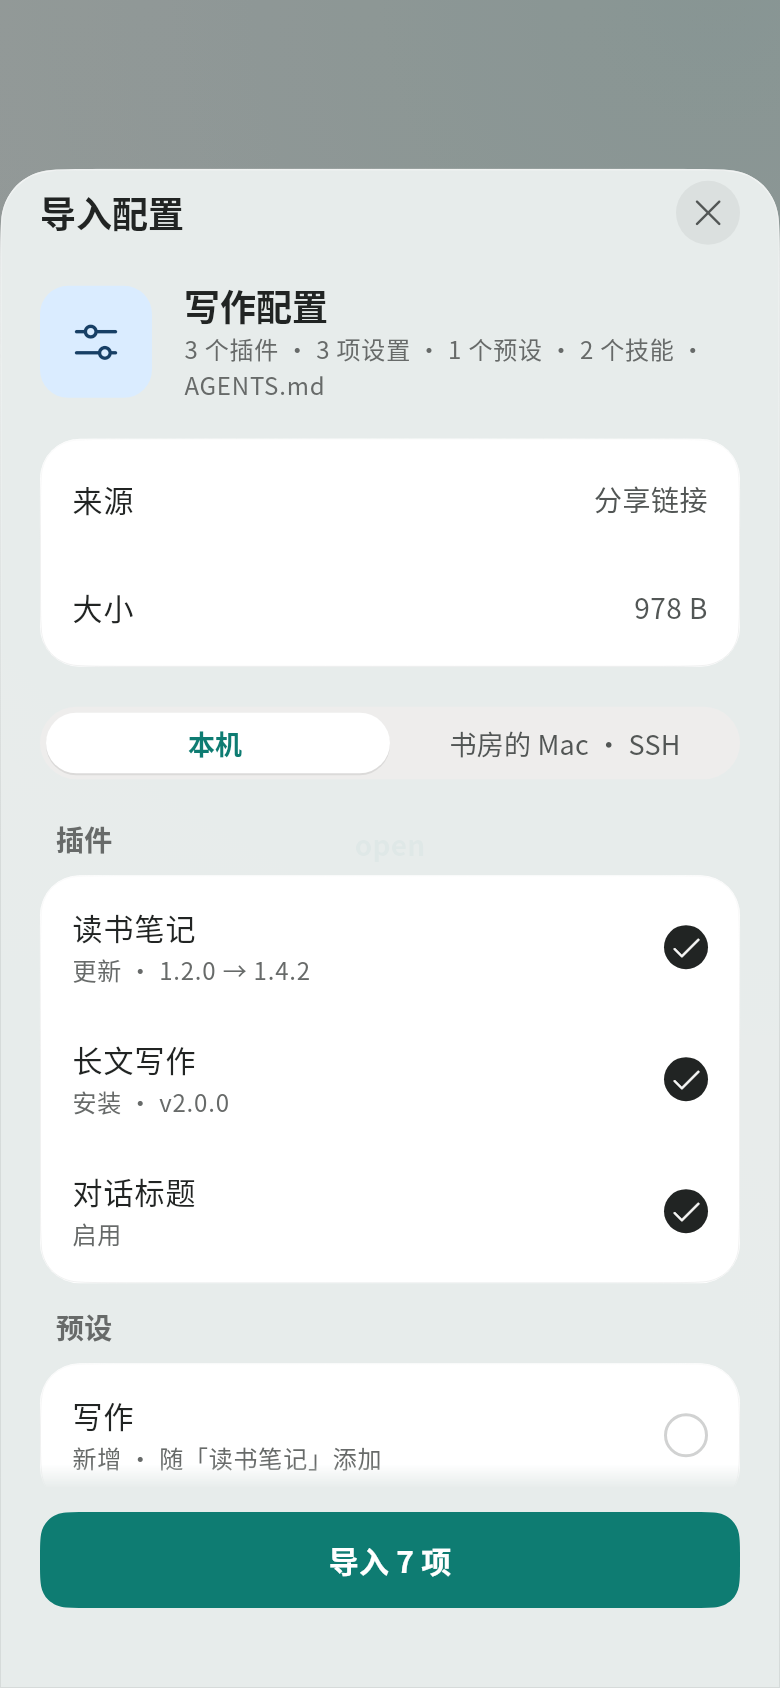 导入配置
写作配置
3 个插件 · 3 项设置 · 1 个预设 · 2 个技能 ·
AGENTS.md
来源 分享链接
大小 978 B
本机 书房的 Mac · SSH
插件
open
读书笔记
更新 · 1.2.0 → 1.4.2
长文写作
安装 · v2.0.0
对话标题
启用
预设
写作
新增 · 随「读书笔记」添加
导入 7 项